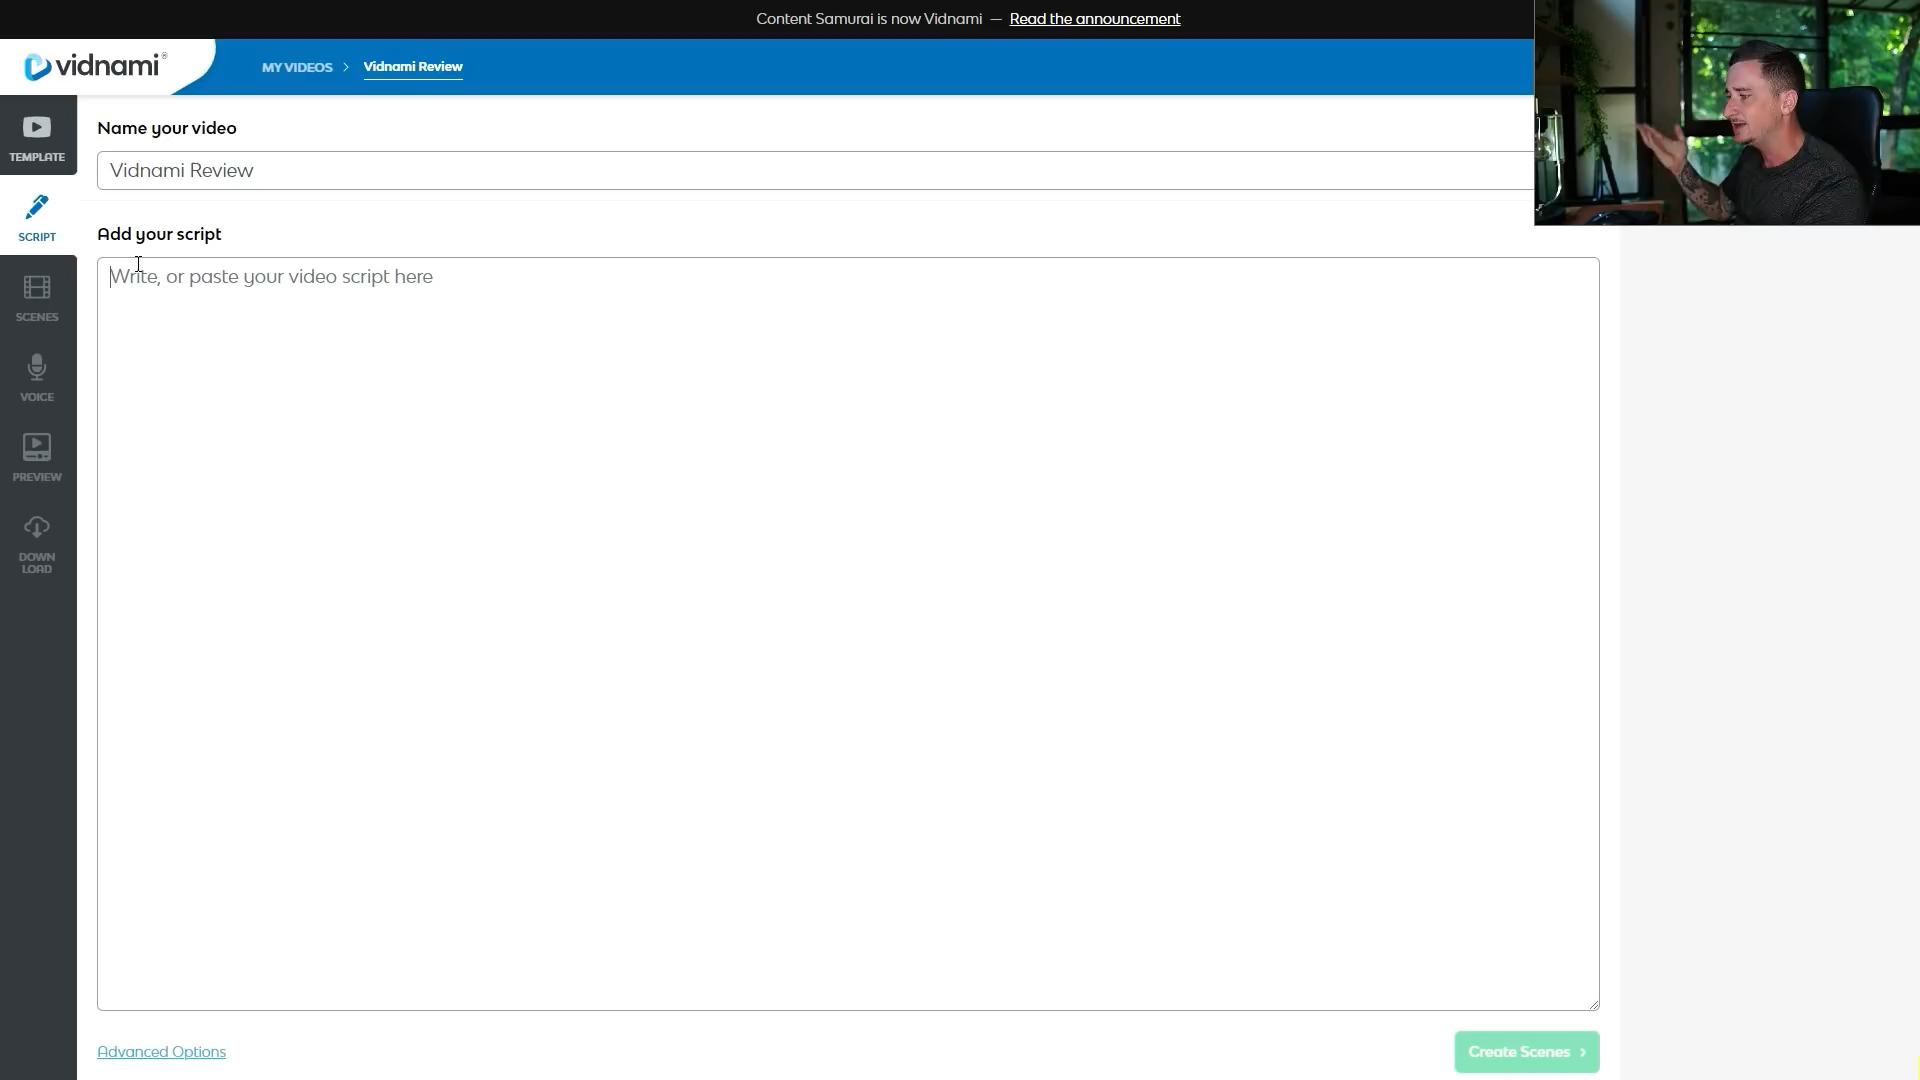 Content Samurai is now Vidnami — Read the announcement
vidnami®
MY VIDEOS > Vidnami Review
TEMPLATE
SCRIPT
SCENES
VOICE
PREVIEW
DOWN
LOAD
Name your video
Vidnami Review
Add your script
Write, or paste your video script here
Advanced Options
Create Scenes >